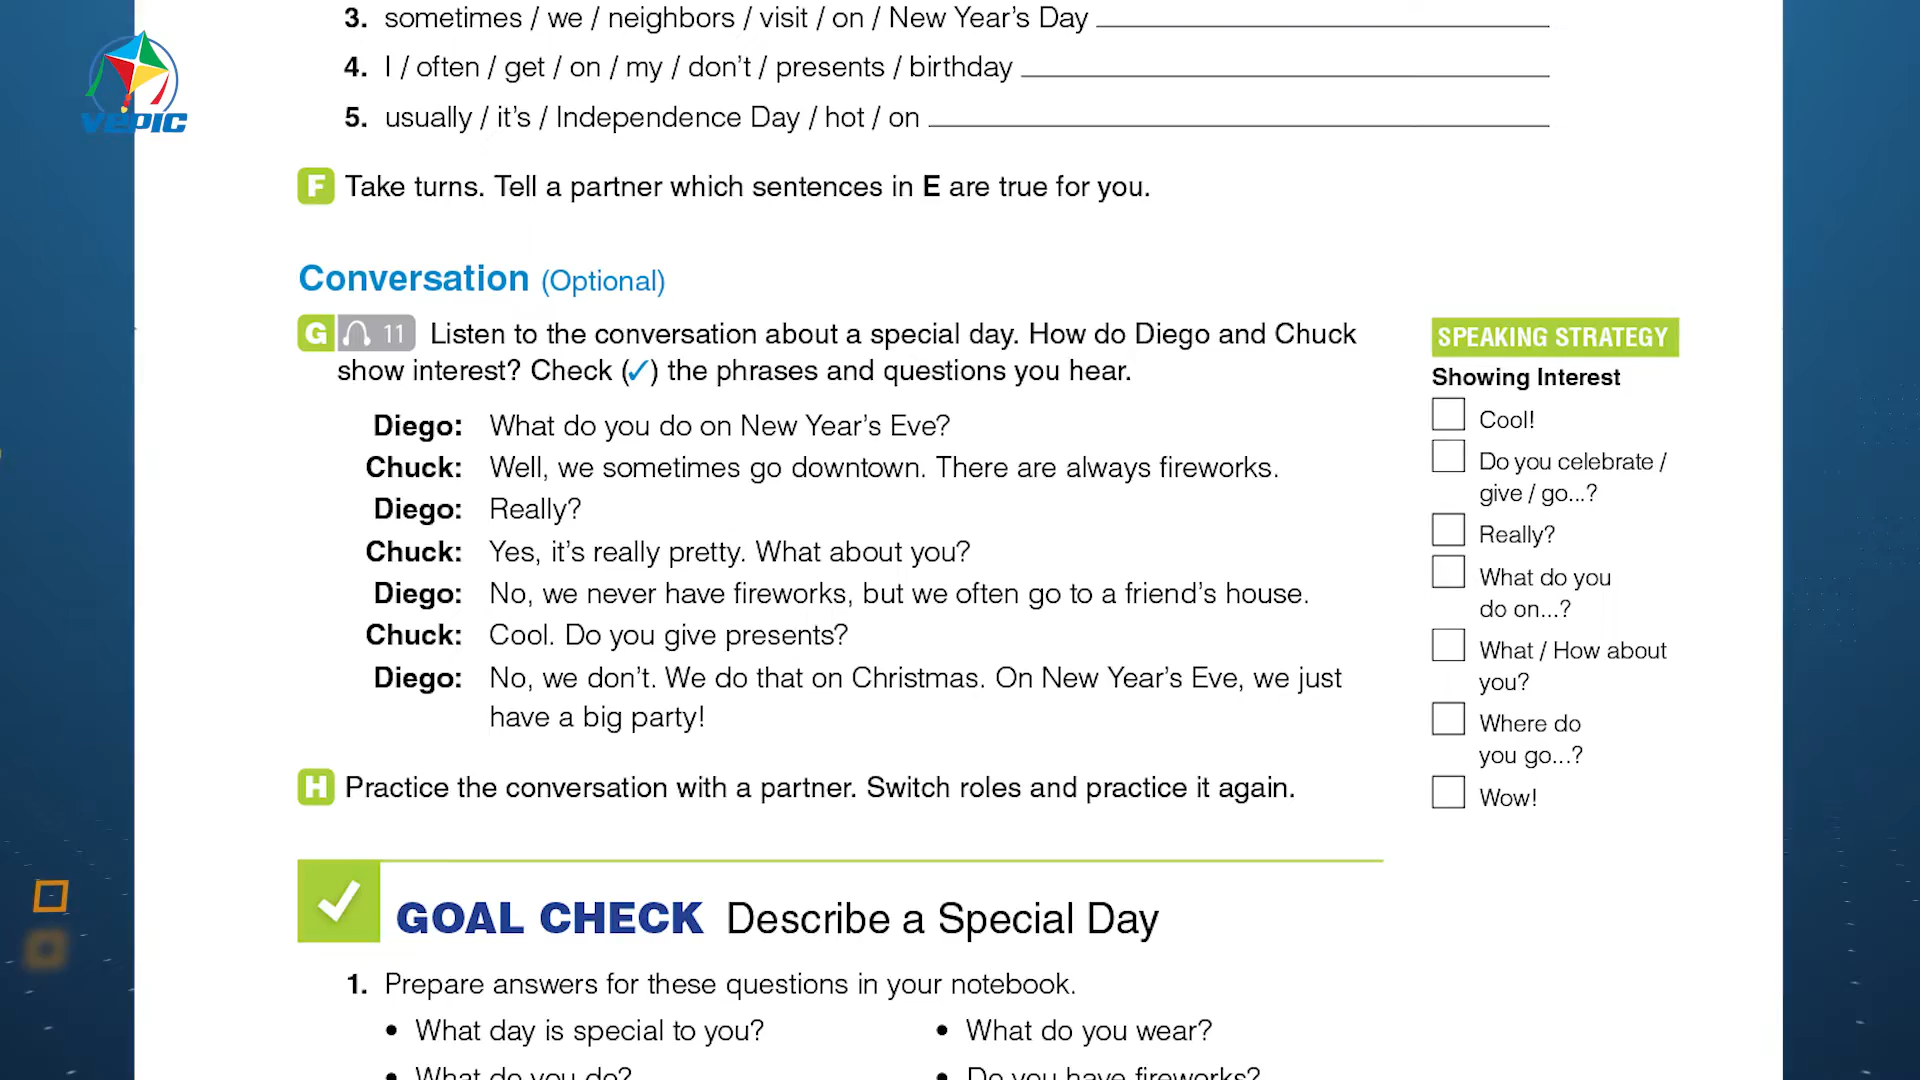 VEPIC
3. sometimes / we / neighbors / visit / on / New Year's Day
4. I / often / get / on / my / don't / presents / birthday
5. usually / it's / Independence Day / hot / on
F Take turns. Tell a partner which sentences in E are true for you.
Conversation (Optional)
G 11 Listen to the conversation about a special day. How do Diego and Chuck
show interest? Check (✓) the phrases and questions you hear.
Diego: What do you do on New Year's Eve?
Chuck: Well, we sometimes go downtown. There are always fireworks.
Diego: Really?
Chuck: Yes, it's really pretty. What about you?
Diego: No, we never have fireworks, but we often go to a friend's house.
Chuck: Cool. Do you give presents?
Diego: No, we don't. We do that on Christmas. On New Year's Eve, we just
have a big party!
H Practice the conversation with a partner. Switch roles and practice it again.
SPEAKING STRATEGY
Showing Interest
Cool!
Do you celebrate /
give / go...?
Really?
What do you
do on...?
What / How about
you?
Where do
you go...?
Wow!
GOAL CHECK Describe a Special Day
1. Prepare answers for these questions in your notebook.
• What day is special to you?
• What do you wear?
• What do you do?
• Do you have fireworks?